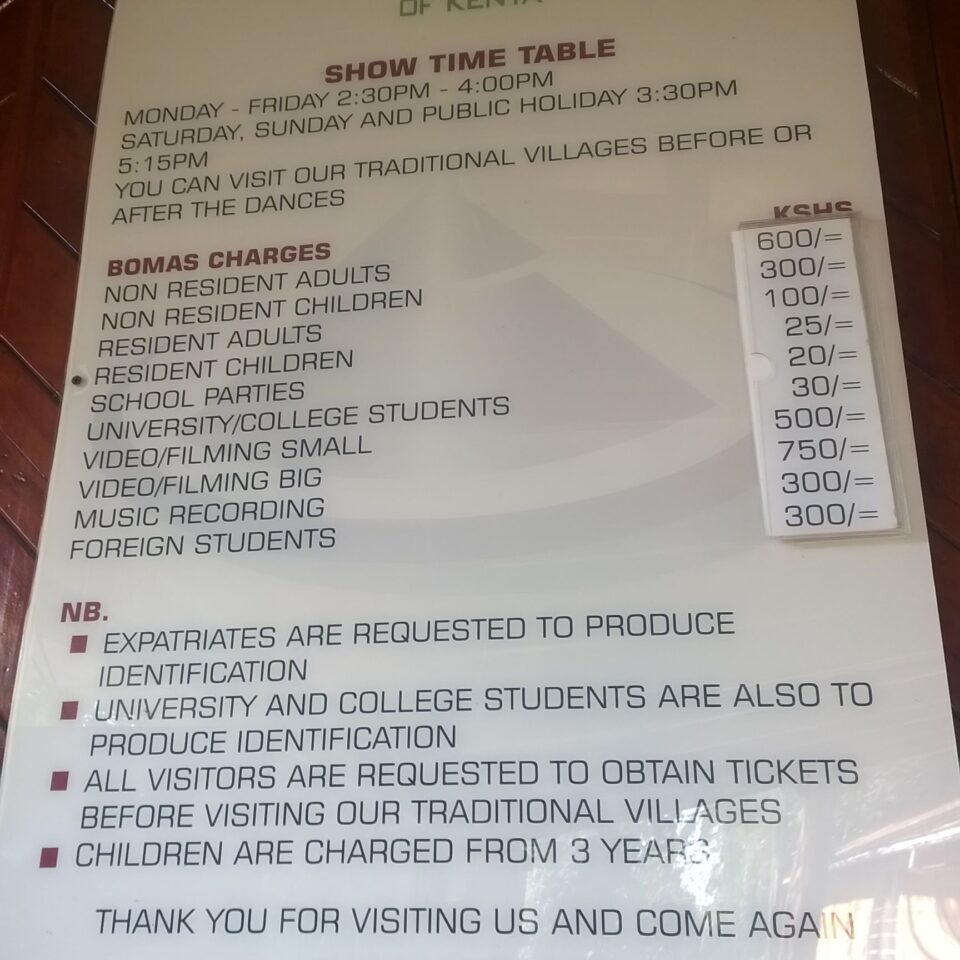 OF KENYA
SHOW TIME TABLE
MONDAY - FRIDAY 2:30PM - 4:00PM
SATURDAY, SUNDAY AND PUBLIC HOLIDAY 3:30PM
5:15PM
YOU CAN VISIT OUR TRADITIONAL VILLAGES BEFORE OR
AFTER THE DANCES
KSHS
BOMAS CHARGES
NON RESIDENT ADULTS 600/=
NON RESIDENT CHILDREN 300/=
RESIDENT ADULTS 100/=
RESIDENT CHILDREN 25/=
SCHOOL PARTIES 20/=
UNIVERSITY/COLLEGE STUDENTS 30/=
VIDEO/FILMING SMALL 500/=
VIDEO/FILMING BIG 750/=
MUSIC RECORDING 300/=
FOREIGN STUDENTS 300/=
NB.
■ EXPATRIATES ARE REQUESTED TO PRODUCE
IDENTIFICATION
■ UNIVERSITY AND COLLEGE STUDENTS ARE ALSO TO
PRODUCE IDENTIFICATION
■ ALL VISITORS ARE REQUESTED TO OBTAIN TICKETS
BEFORE VISITING OUR TRADITIONAL VILLAGES
■ CHILDREN ARE CHARGED FROM 3 YEARS
THANK YOU FOR VISITING US AND COME AGAIN